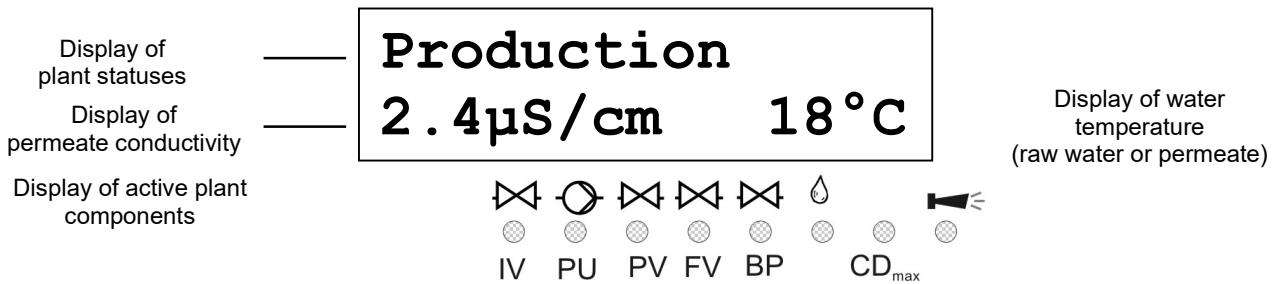 Display of
plant statuses
Production
Display of
permeate conductivity
2.4µS/cm 18°C
Display of water
temperature
(raw water or permeate)
Display of active plant
components
IV PU PV FV BP CDmax